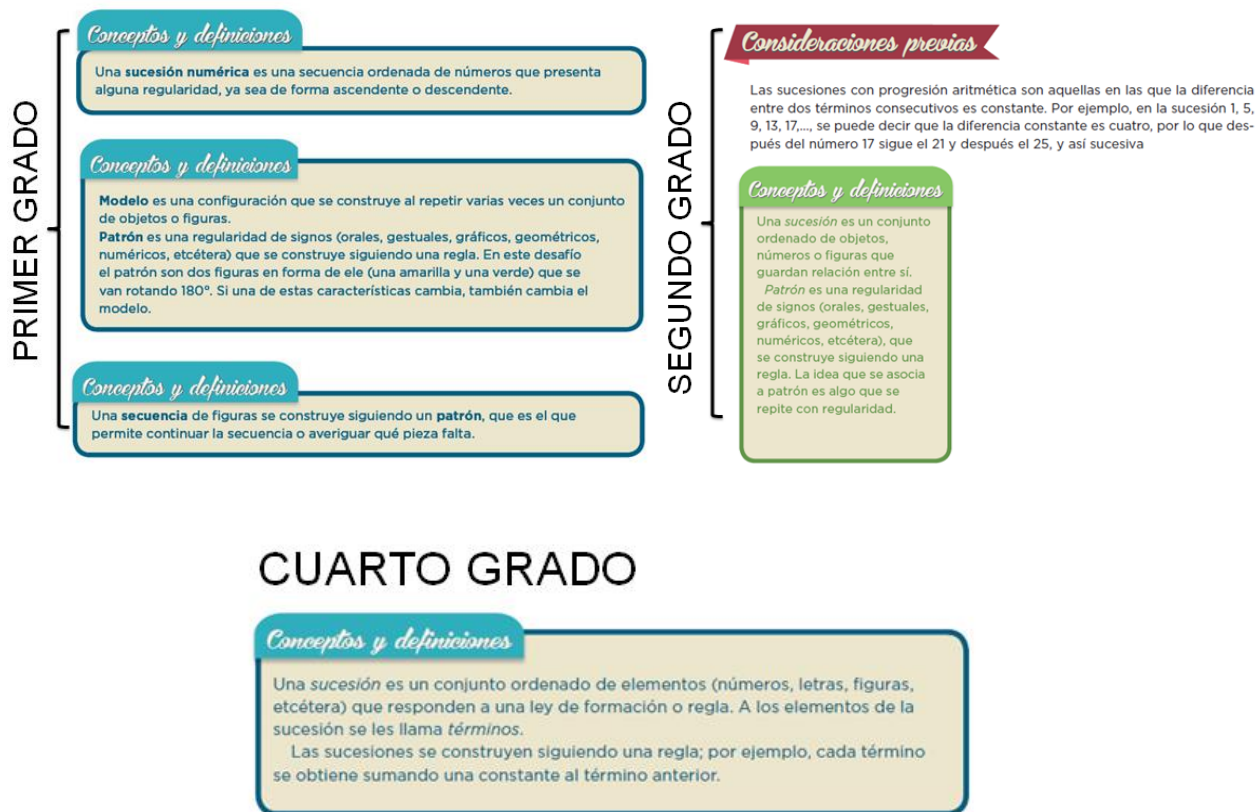 PRIMER GRADO
Conceptos y definiciones
Una sucesión numérica es una secuencia ordenada de números que presenta
alguna regularidad, ya sea de forma ascendente o descendente.
Conceptos y definiciones
Modelo es una configuración que se construye al repetir varias veces un conjunto
de objetos o figuras.
Patrón es una regularidad de signos (orales, gestuales, gráficos, geométricos,
numéricos, etcétera) que se construye siguiendo una regla. En este desafío
el patrón son dos figuras en forma de ele (una amarilla y una verde) que se
van rotando 180°. Si una de estas características cambia, también cambia el
modelo.
Conceptos y definiciones
Una secuencia de figuras se construye siguiendo un patrón, que es el que
permite continuar la secuencia o averiguar qué pieza falta.
SEGUNDO GRADO
Consideraciones previas
Las sucesiones con progresión aritmética son aquellas en las que la diferencia
entre dos términos consecutivos es constante. Por ejemplo, en la sucesión 1, 5,
9, 13, 17,..., se puede decir que la diferencia constante es cuatro, por lo que des-
pués del número 17 sigue el 21 y después el 25, y así sucesiva
Conceptos y definiciones
Una sucesión es un conjunto
ordenado de objetos,
números o figuras que
guardan relación entre sí.
Patrón es una regularidad
de signos (orales, gestuales,
gráficos, geométricos,
numéricos, etcétera), que
se construye siguiendo una
regla. La idea que se asocia
a patrón es algo que se
repite con regularidad.
CUARTO GRADO
Conceptos y definiciones
Una sucesión es un conjunto ordenado de elementos (números, letras, figuras,
etcétera) que responden a una ley de formación o regla. A los elementos de la
sucesión se les llama términos.
Las sucesiones se construyen siguiendo una regla; por ejemplo, cada término
se obtiene sumando una constante al término anterior.